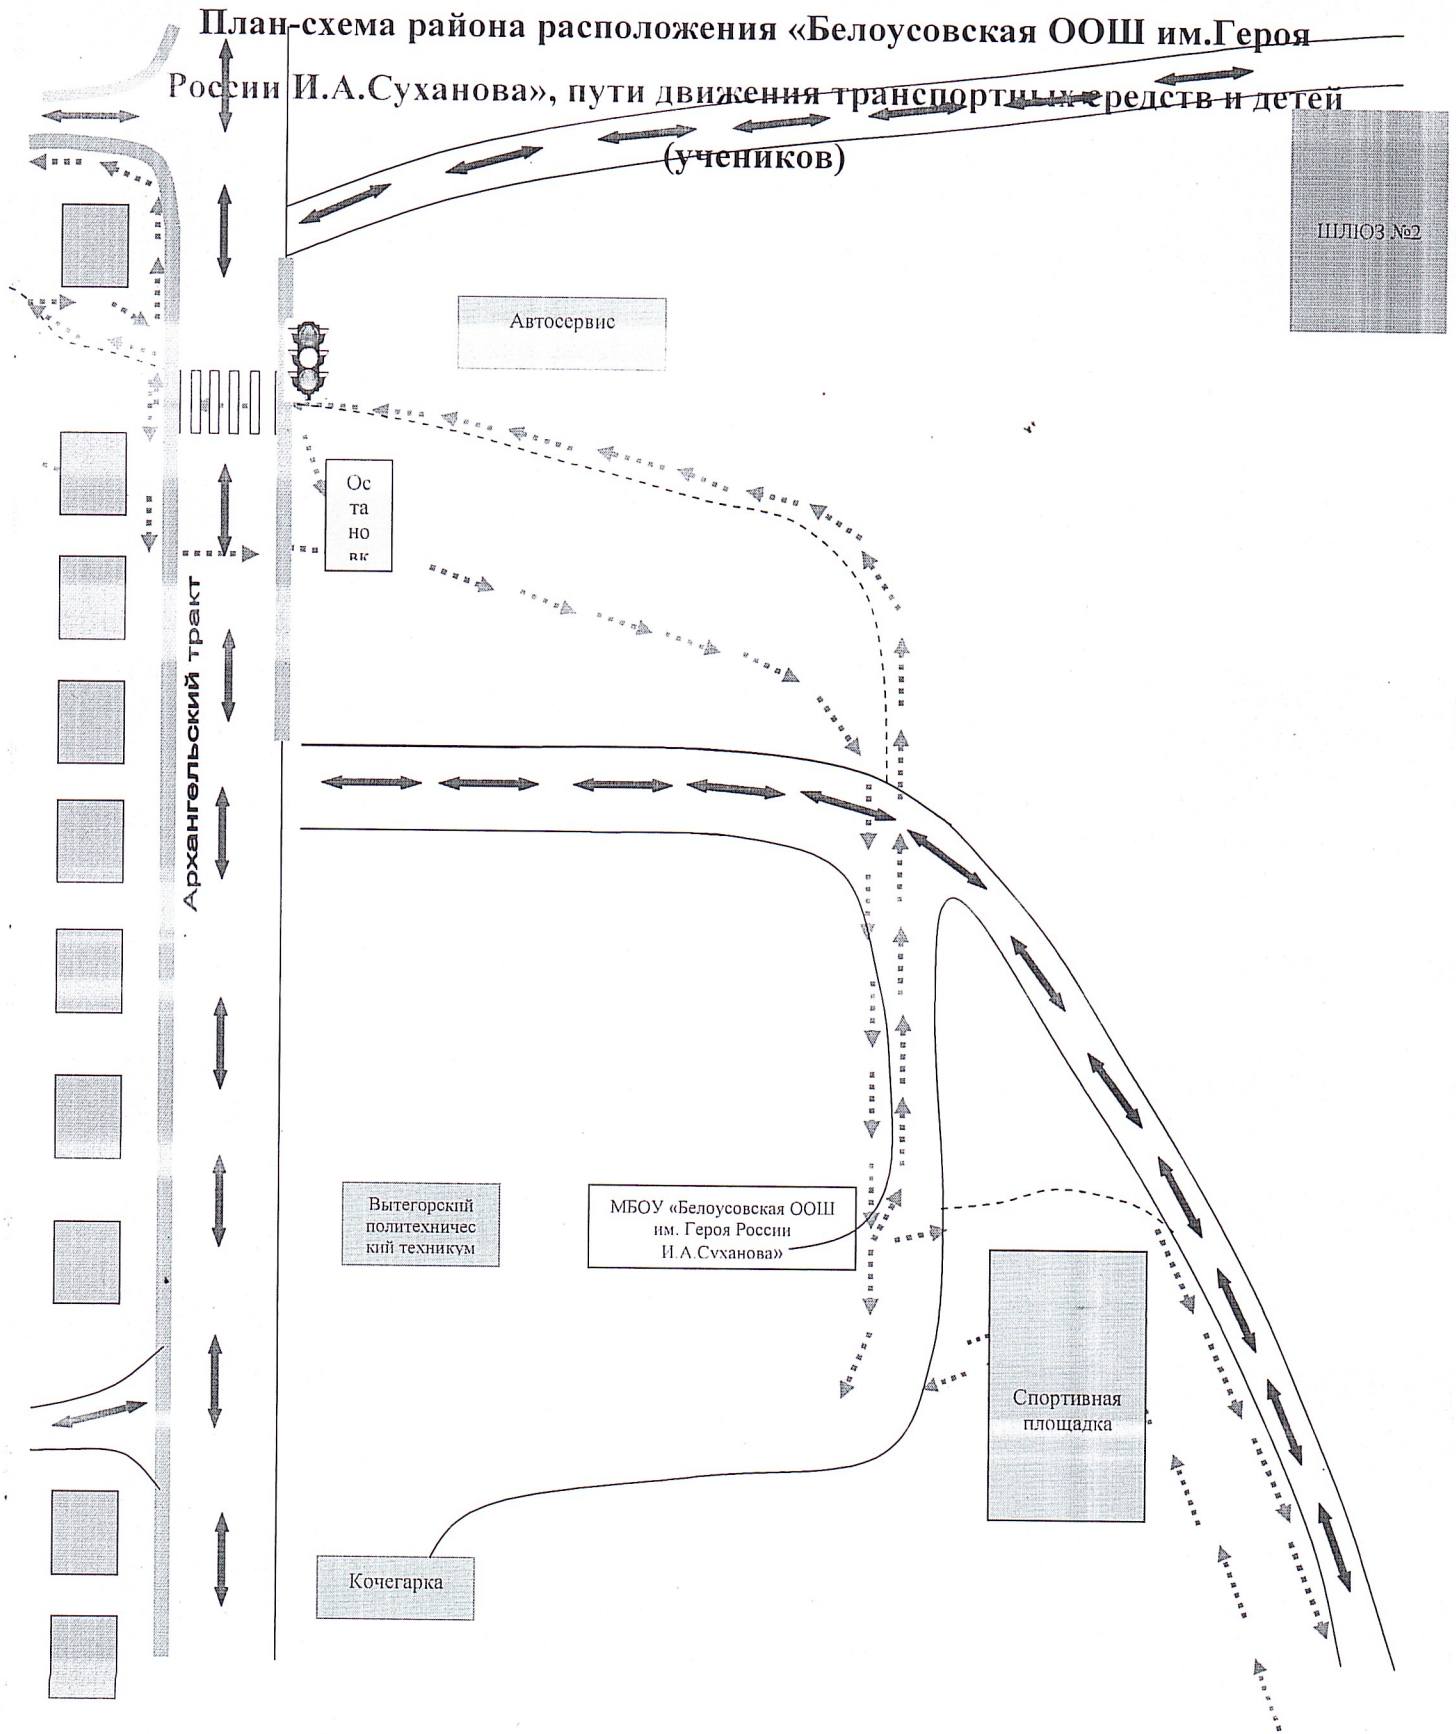 План-схема района расположения «Белоусовская ООШ им.Героя
России И.А.Суханова», пути движения транспортных средств и детей
(учеников)
ШЛЮЗ №2
Автосервис
Ос
та
но
вк
Архангельский тракт
Вытегорский
политехничес
кий техникум
МБОУ «Белоусовская ООШ
им. Героя России
И.А.Суханова»
Спортивная
площадка
Кочегарка